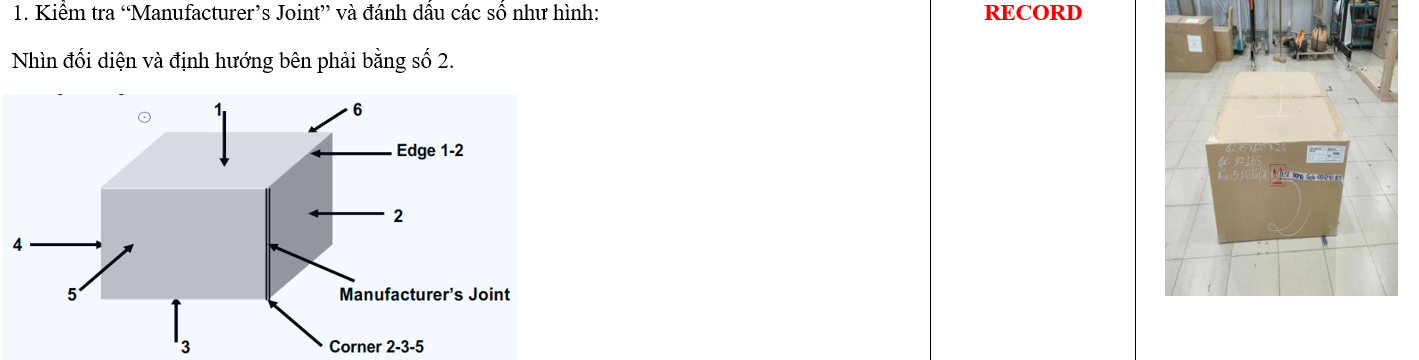 1. Kiểm tra “Manufacturer’s Joint” và đánh dấu các số như hình:
RECORD
Nhìn đối diện và định hướng bên phải bằng số 2.
1
6
Edge 1-2
2
4
5
Manufacturer’s Joint
3
Corner 2-3-5
1
2